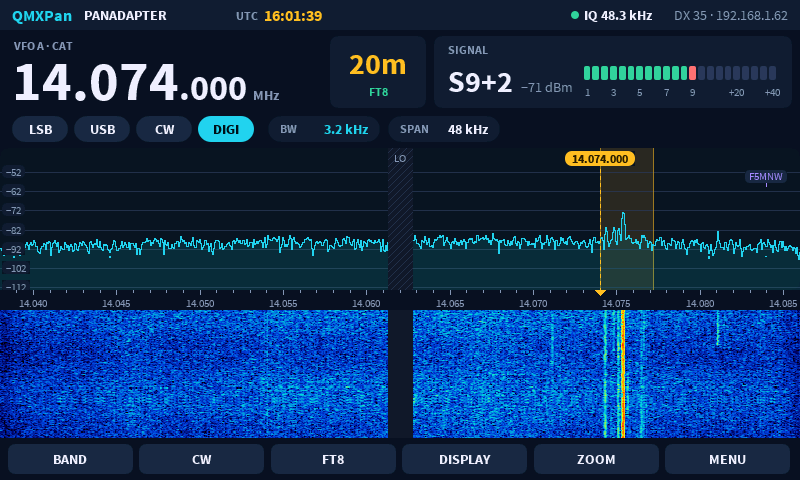 QMXPan PANADAPTER UTC 16:01:39 IQ 48.3 kHz DX 35 · 192.168.1.62
VFO A · CAT
14.074.000 MHz
20m
FT8
SIGNAL
S9+2 −71 dBm
1 3 5 7 9 +20 +40
LSB USB CW DIGI BW 3.2 kHz SPAN 48 kHz
LO
14.074.000
F5MNW
−52
−62
−72
−82
−92
−102
−112
14.040 14.045 14.050 14.055 14.060 14.065 14.070 14.075 14.080 14.085
BAND CW FT8 DISPLAY ZOOM MENU